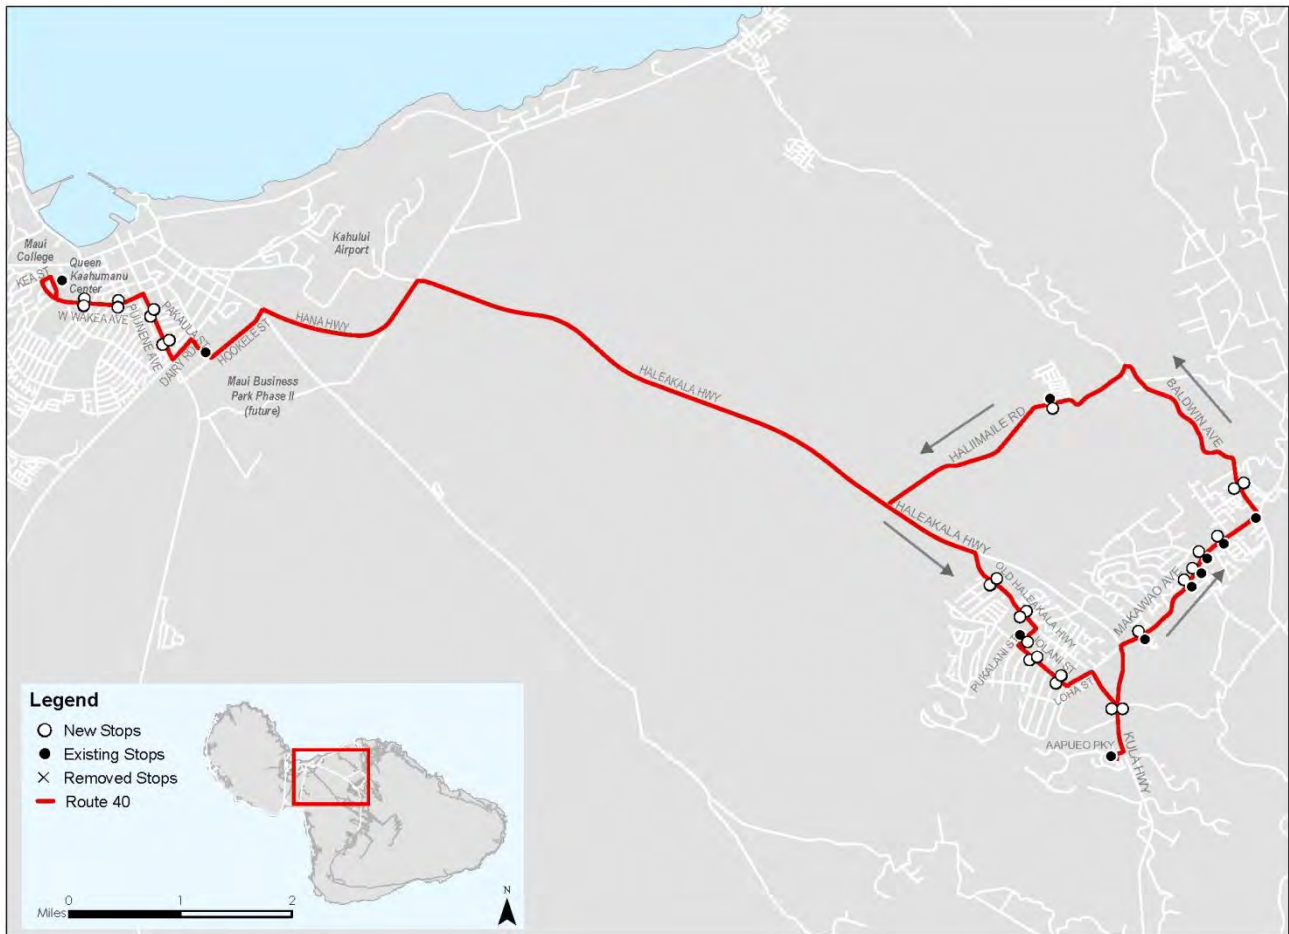 Maui
College
Queen
Kaahumanu
Center
KEA ST
W WAKEA AVE
PUUNENE AVE
PAKAULA ST
DAIRY RD
HOOKELE ST
Kahului
Airport
HANA HWY
Maui Business
Park Phase II
(future)
HALEAKALA HWY
HALIIMAILE RD
BALDWIN AVE
HALEAKALA HWY
OLD HALEAKALA HWY
MAKAWAO AVE
PUKALANI ST
IOLANI ST
LOHA ST
AAPUEO PKY
KULA HWY
Legend
New Stops
Existing Stops
Removed Stops
Route 40
0 1 2
Miles
N